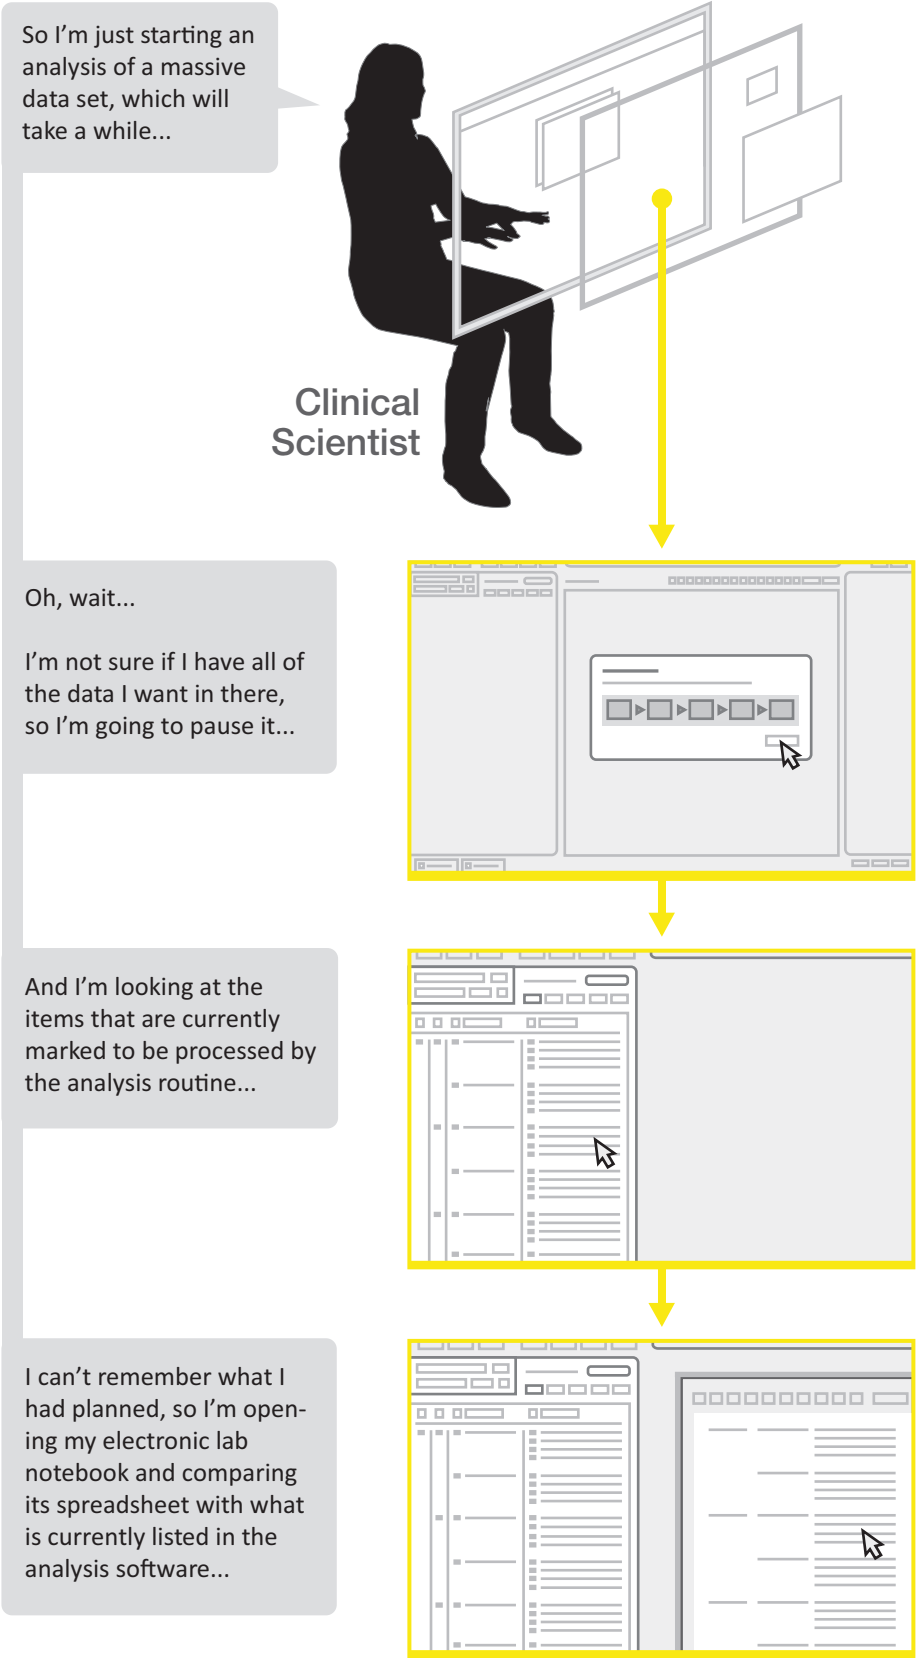 So I'm just starting an
analysis of a massive
data set, which will
take a while...
Clinical
Scientist
Oh, wait...
I'm not sure if I have all of
the data I want in there,
so I'm going to pause it...
And I'm looking at the
items that are currently
marked to be processed by
the analysis routine...
I can't remember what I
had planned, so I'm open-
ing my electronic lab
notebook and comparing
its spreadsheet with what
is currently listed in the
analysis software...